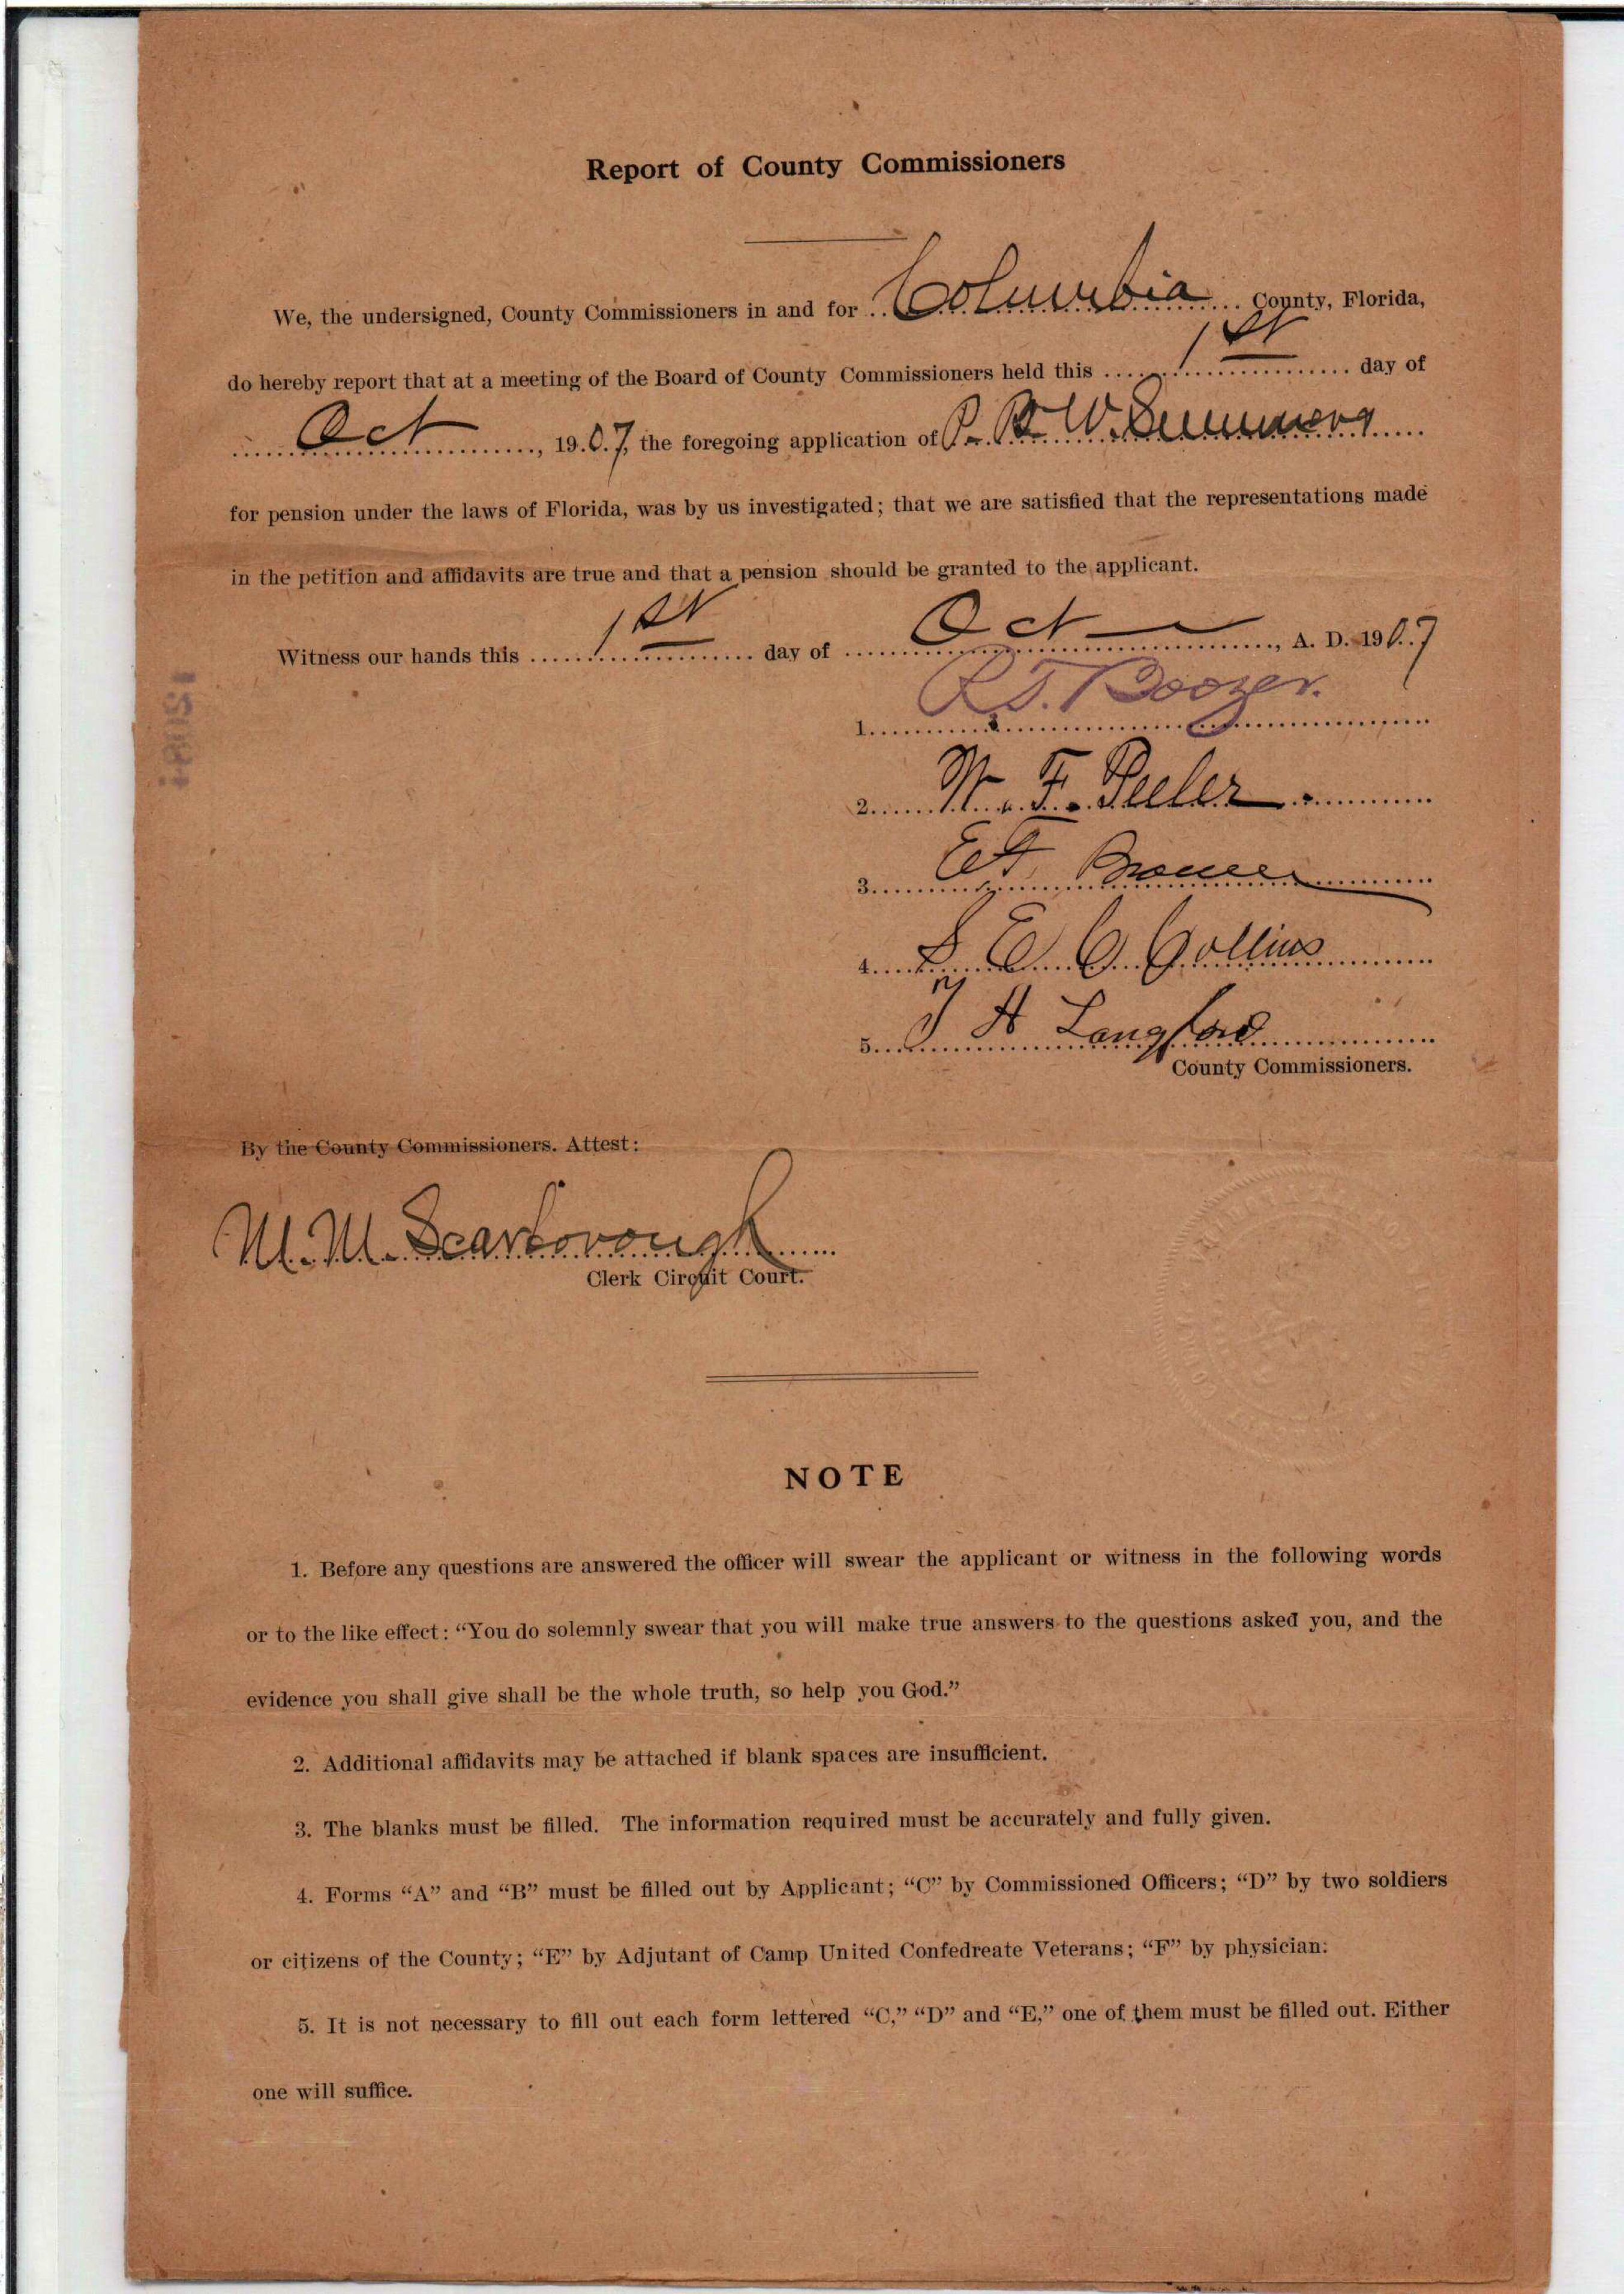 Report of County Commissioners
We, the undersigned, County Commissioners in and for Columbia County, Florida,
do hereby report that at a meeting of the Board of County Commissioners held this 1st day of
Oct, 1907, the foregoing application of P. B. W. Summers
for pension under the laws of Florida, was by us investigated; that we are satisfied that the representations made
in the petition and affidavits are true and that a pension should be granted to the applicant.
Witness our hands this 1st day of Oct, A. D. 1907
1. R T. Boozer.
2. W. F. Peeler
3.
4. S E C Collins
5. J H Langford
County Commissioners.
By the County Commissioners. Attest:
M. M. Scarborough
Clerk Circuit Court.
NOTE
1. Before any questions are answered the officer will swear the applicant or witness in the following words
or to the like effect: “You do solemnly swear that you will make true answers to the questions asked you, and the
evidence you shall give shall be the whole truth, so help you God.”
2. Additional affidavits may be attached if blank spaces are insufficient.
3. The blanks must be filled. The information required must be accurately and fully given.
4. Forms “A” and “B” must be filled out by Applicant; “C” by Commissioned Officers; “D” by two soldiers
or citizens of the County; “E” by Adjutant of Camp United Confedreate Veterans; “F” by physician.
5. It is not necessary to fill out each form lettered “C,” “D” and “E,” one of them must be filled out. Either
one will suffice.